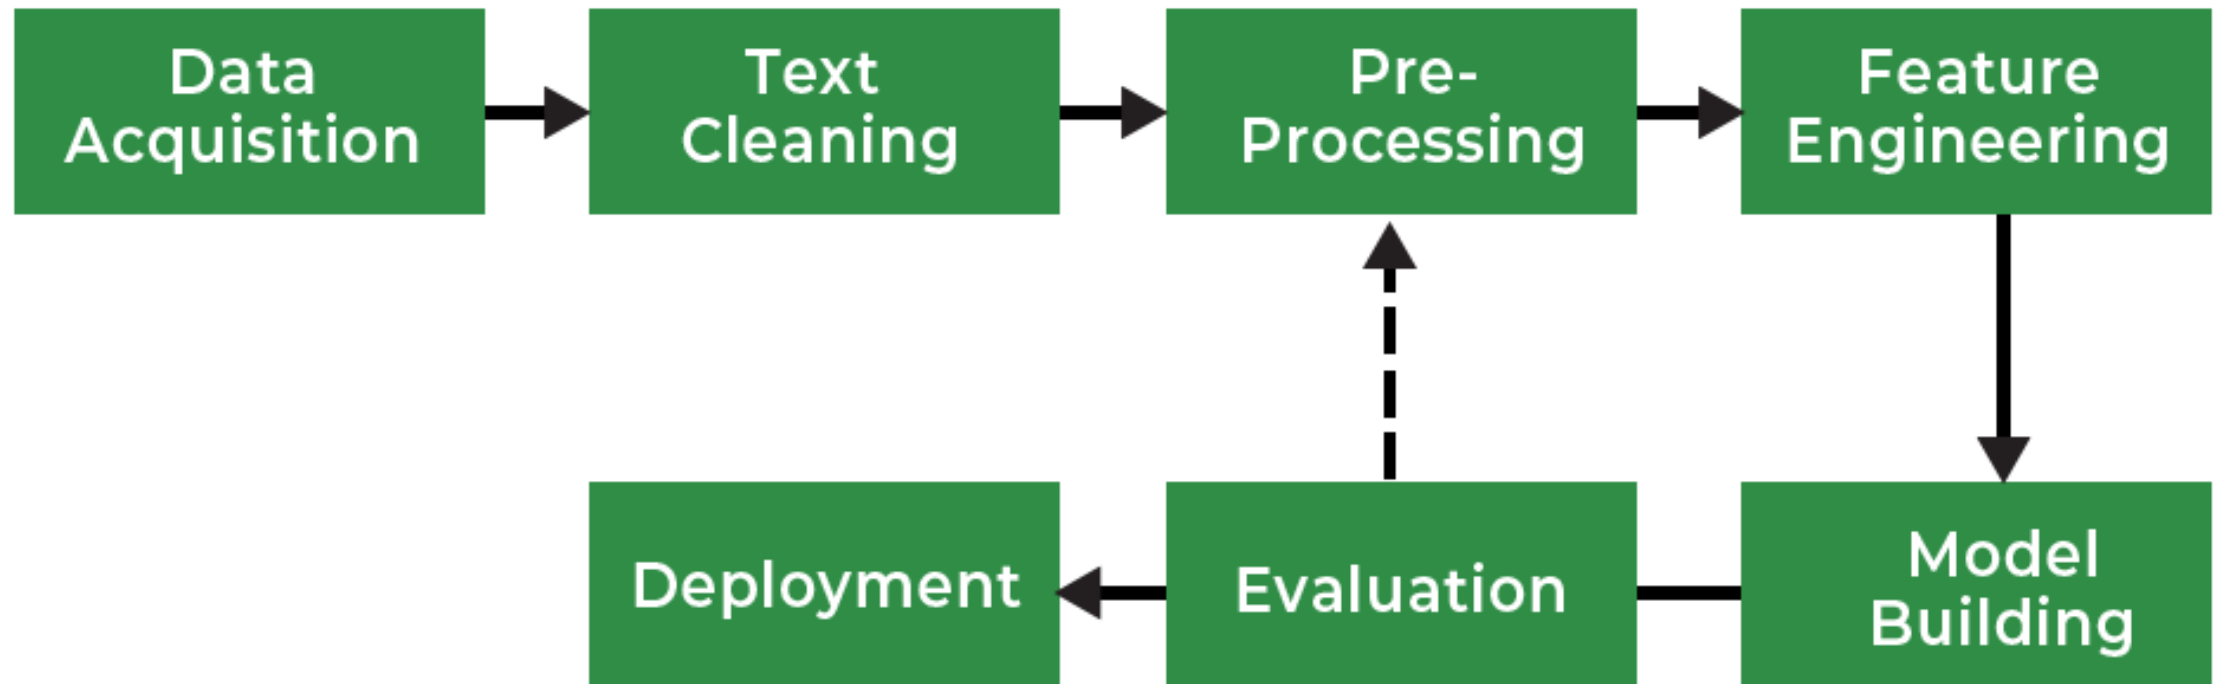 Data
Acquisition
Text
Cleaning
Pre-
Processing
Feature
Engineering
Deployment
Evaluation
Model
Building